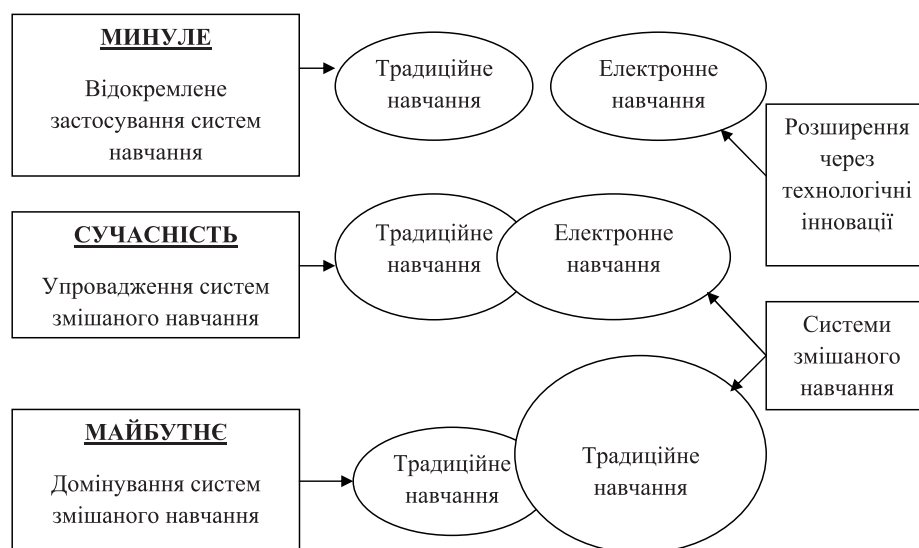 МИНУЛЕ
Відокремлене
застосування систем
навчання
Традиційне
навчання
Електронне
навчання
Розширення
через
технологічні
інновації
СУЧАСНІСТЬ
Упровадження систем
змішаного навчання
Традиційне
навчання
Електронне
навчання
Системи
змішаного
навчання
МАЙБУТНЄ
Домінування систем
змішаного навчання
Традиційне
навчання
Традиційне
навчання